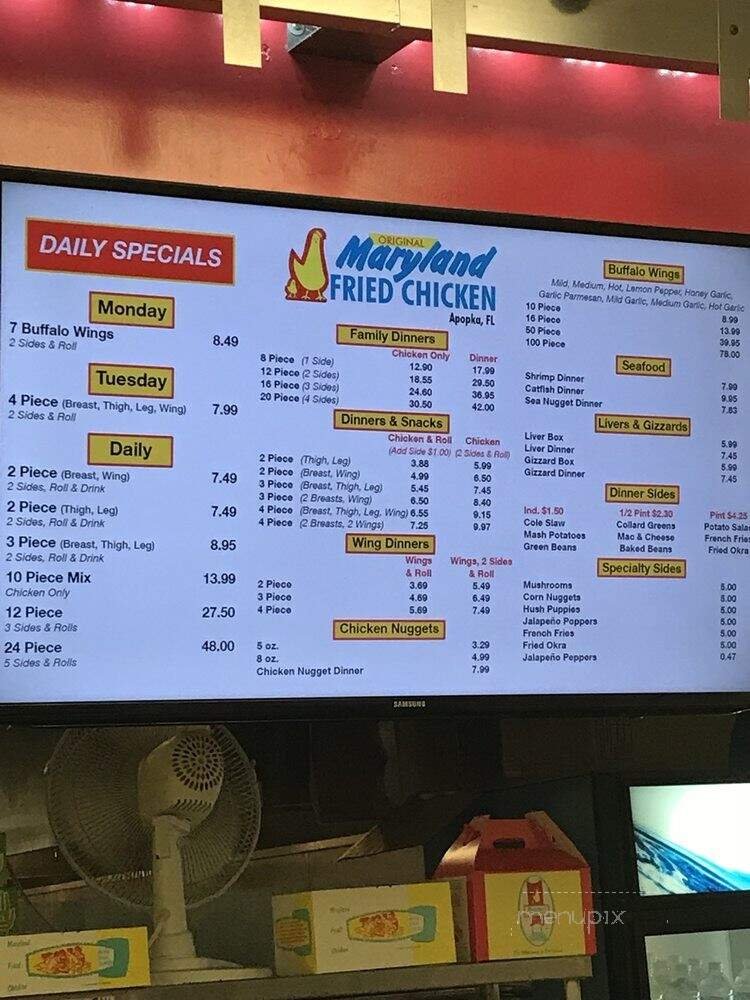 DAILY SPECIALS
Monday
7 Buffalo Wings 8.49
2 Sides & Roll
Tuesday
4 Piece (Breast, Thigh, Leg, Wing) 7.99
2 Sides & Roll
Daily
2 Piece (Breast, Wing) 7.49
2 Sides, Roll & Drink
2 Piece (Thigh, Leg) 7.49
2 Sides, Roll & Drink
3 Piece (Breast, Thigh, Leg) 8.95
2 Sides, Roll & Drink
10 Piece Mix 13.99
Chicken Only
12 Piece 27.50
3 Sides & Rolls
24 Piece 48.00
5 Sides & Rolls
ORIGINAL
Maryland
FRIED CHICKEN
Apopka, FL
Family Dinners
Chicken Only Dinner
8 Piece (1 Side) 12.90 17.99
12 Piece (2 Sides) 18.55 29.50
16 Piece (3 Sides) 24.60 36.95
20 Piece (4 Sides) 30.50 42.00
Dinners & Snacks
Chicken & Roll Chicken
(Add Side $1.00) (2 Sides & Roll)
2 Piece (Thigh, Leg) 3.88 5.99
2 Piece (Breast, Wing) 4.99 6.50
3 Piece (Breast, Thigh, Leg) 5.45 7.45
3 Piece (2 Breasts, Wing) 6.50 8.40
4 Piece (Breast, Thigh, Leg, Wing) 6.55 9.15
4 Piece (2 Breasts, 2 Wings) 7.25 9.97
Wing Dinners
Wings Wings, 2 Sides
& Roll & Roll
2 Piece 3.69 5.49
3 Piece 4.69 6.49
4 Piece 5.69 7.49
Chicken Nuggets
5 oz. 3.29
8 oz. 4.99
Chicken Nugget Dinner 7.99
Buffalo Wings
Mild, Medium, Hot, Lemon Pepper, Honey Garlic,
Garlic Parmesan, Mild Garlic, Medium Garlic, Hot Garlic
10 Piece 8.99
16 Piece 13.99
50 Piece 39.95
100 Piece 78.00
Seafood
Shrimp Dinner 7.99
Catfish Dinner 9.95
Sea Nugget Dinner 7.83
Livers & Gizzards
Liver Box 5.99
Liver Dinner 7.45
Gizzard Box 5.99
Gizzard Dinner 7.45
Dinner Sides
Ind. $1.50 1/2 Pint $2.30 Pint $4.25
Cole Slaw Collard Greens Potato Salad
Mash Potatoes Mac & Cheese French Fries
Green Beans Baked Beans Fried Okra
Specialty Sides
Mushrooms 5.00
Corn Nuggets 5.00
Hush Puppies 5.00
Jalapeño Poppers 5.00
French Fries 5.00
Fried Okra 5.00
Jalapeño Peppers 0.47
SAMSUNG
Maryland
Fried
Chicken
Maryland
Fried
Chicken
menupix